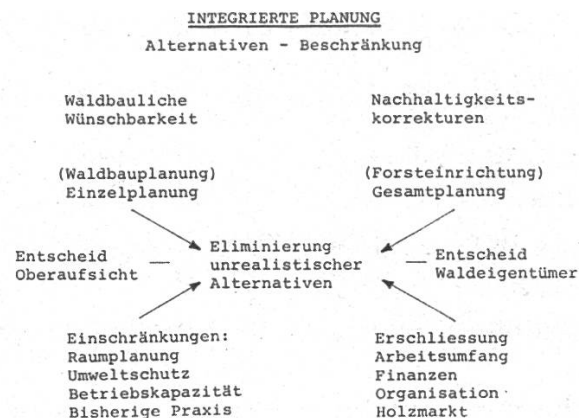 INTEGRIERTE PLANUNG
Alternativen - Beschränkung
Waldbauliche
Wünschbarkeit
Nachhaltigkeits-
korrekturen
(Waldbauplanung)
Einzelplanung
(Forsteinrichtung)
Gesamtplanung
Entscheid
Oberaufsicht
Eliminierung
unrealistischer
Alternativen
Entscheid
Waldeigentümer
Einschränkungen:
Raumplanung
Umweltschutz
Betriebskapazität
Bisherige Praxis
Erschliessung
Arbeitsumfang
Finanzen
Organisation
Holzmarkt